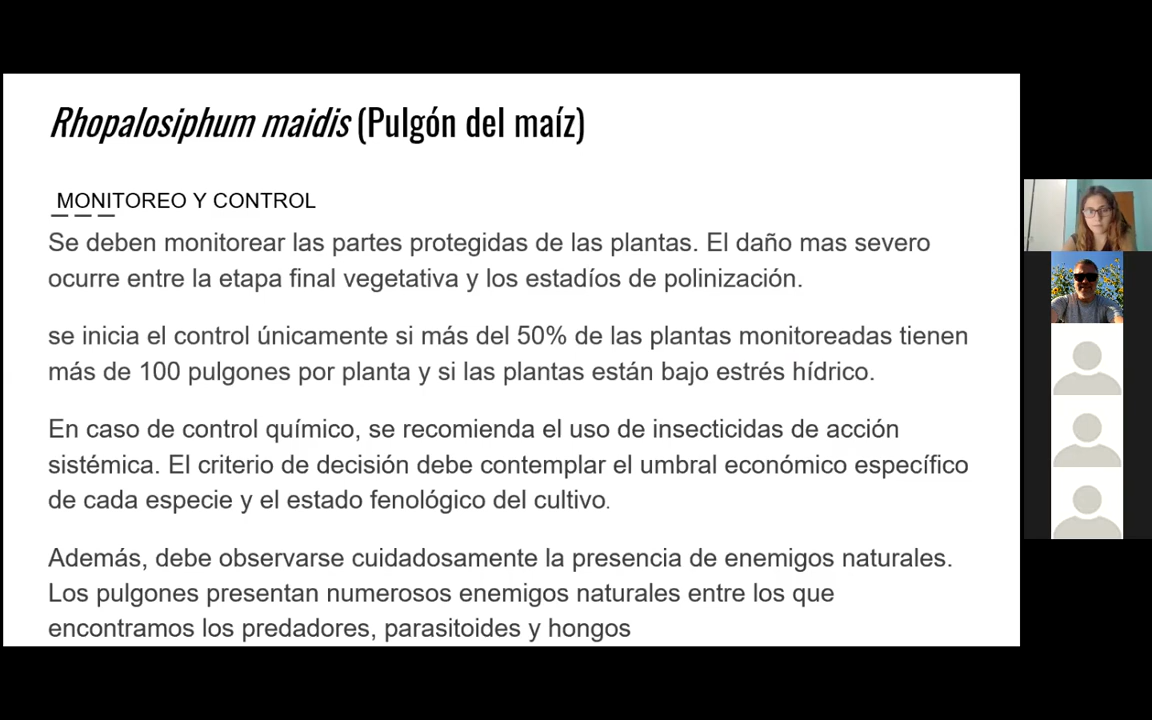 Rhopalosiphum maidis (Pulgón del maíz)
MONITOREO Y CONTROL
Se deben monitorear las partes protegidas de las plantas. El daño mas severo
ocurre entre la etapa final vegetativa y los estadíos de polinización.
se inicia el control únicamente si más del 50% de las plantas monitoreadas tienen
más de 100 pulgones por planta y si las plantas están bajo estrés hídrico.
En caso de control químico, se recomienda el uso de insecticidas de acción
sistémica. El criterio de decisión debe contemplar el umbral económico específico
de cada especie y el estado fenológico del cultivo.
Además, debe observarse cuidadosamente la presencia de enemigos naturales.
Los pulgones presentan numerosos enemigos naturales entre los que
encontramos los predadores, parasitoides y hongos